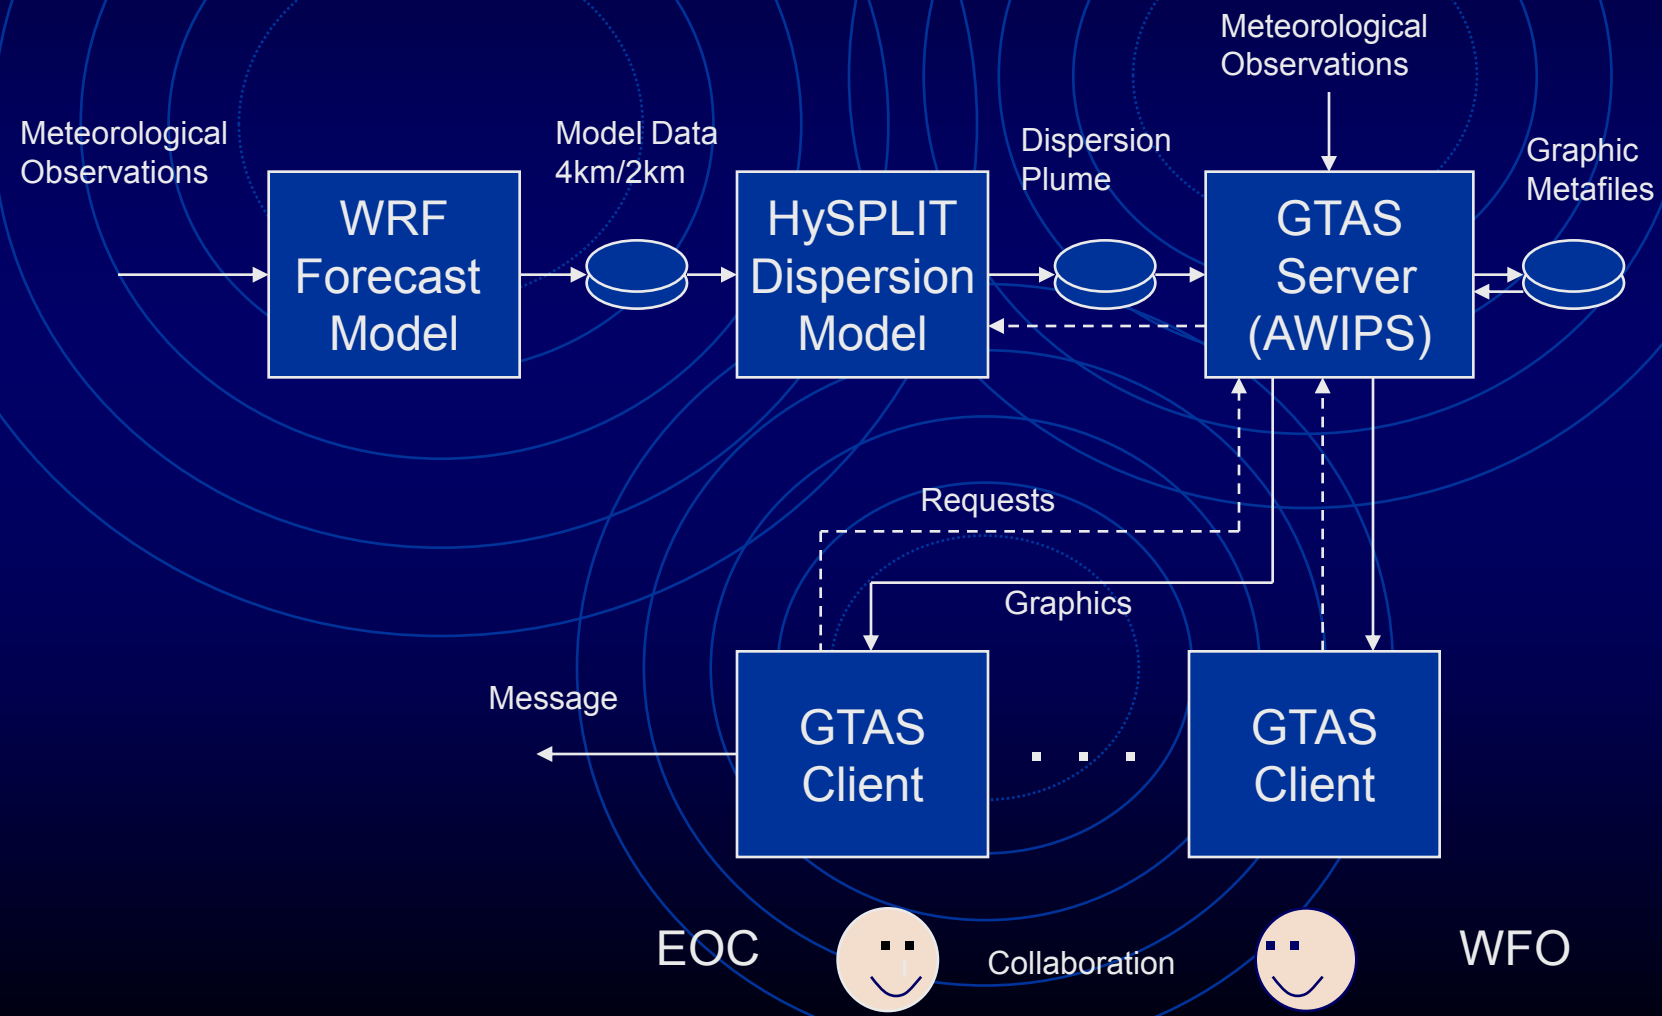 Meteorological
Observations
Meteorological
Observations
Model Data
4km/2km
Dispersion
Plume
Graphic
Metafiles
WRF
Forecast
Model
HySPLIT
Dispersion
Model
GTAS
Server
(AWIPS)
Requests
Graphics
Message
GTAS
Client
. . .
GTAS
Client
EOC
Collaboration
WFO